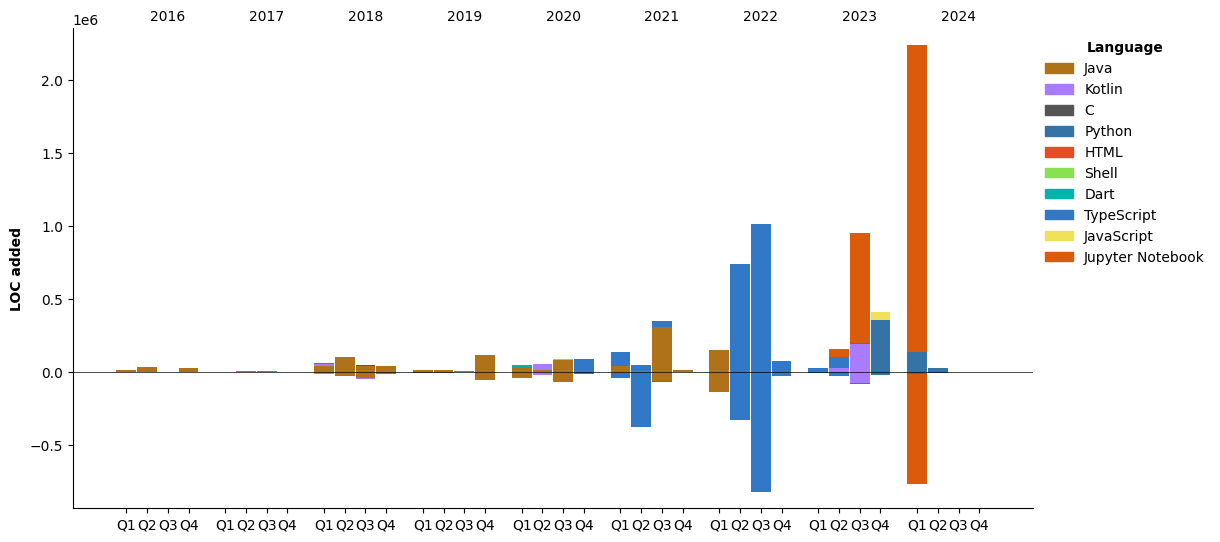 1e6
2016 2017 2018 2019 2020 2021 2022 2023 2024
2.0
1.5
1.0
0.5
0.0
−0.5
LOC added
Q1 Q2 Q3 Q4 Q1 Q2 Q3 Q4 Q1 Q2 Q3 Q4 Q1 Q2 Q3 Q4 Q1 Q2 Q3 Q4 Q1 Q2 Q3 Q4 Q1 Q2 Q3 Q4 Q1 Q2 Q3 Q4 Q1 Q2 Q3 Q4
Language
Java
Kotlin
C
Python
HTML
Shell
Dart
TypeScript
JavaScript
Jupyter Notebook